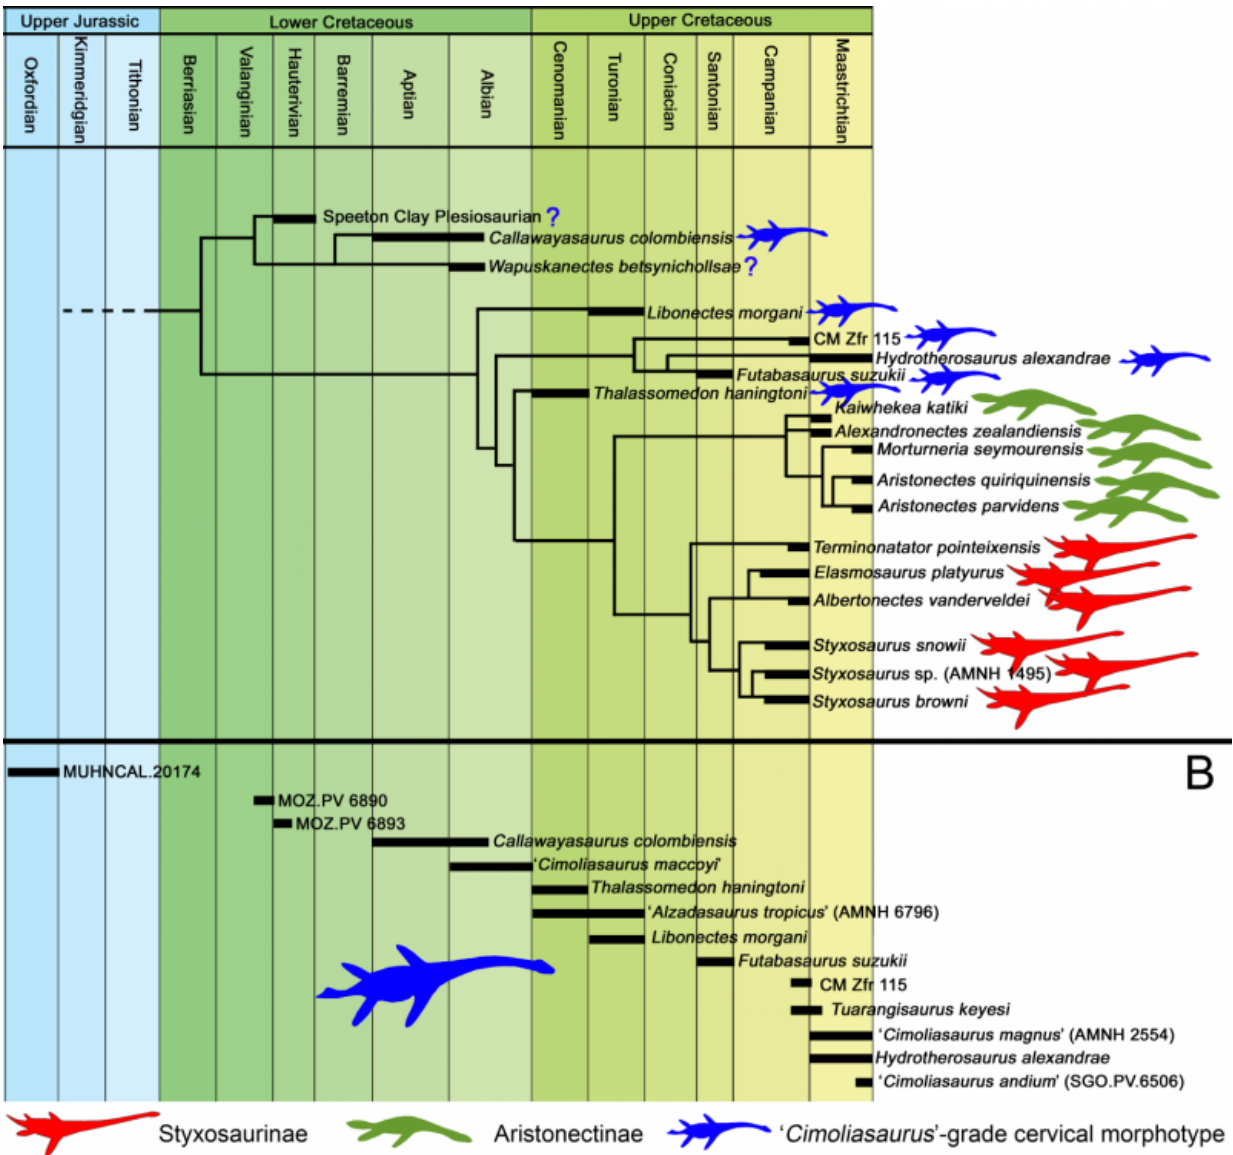 Upper Jurassic
Lower Cretaceous
Upper Cretaceous
Oxfordian
Kimmeridgian
Tithonian
Berriasian
Valanginian
Hauterivian
Barremian
Aptian
Albian
Cenomanian
Turonian
Coniacian
Santonian
Campanian
Maastrichtian
Speeton Clay Plesiosaurian ?
Callawayasaurus colombiensis
Wapuskanectes betsynichollsae ?
Libonectes morgani
CM Zfr 115
Hydrotherosaurus alexandrae
Futabasaurus suzukii
Thalassomedon haningtoni
Kaiwhekea katiki
Alexandronectes zealandiensis
Morturneria seymourensis
Aristonectes quiriquinensis
Aristonectes parvidens
Terminonatator pointeixensis
Elasmosaurus platyurus
Albertonectes vanderveldei
Styxosaurus snowii
Styxosaurus sp. (AMNH 1495)
Styxosaurus browni
B
MUHNCAL.20174
MOZ.PV 6890
MOZ.PV 6893
Callawayasaurus colombiensis
'Cimoliasaurus maccoyi'
Thalassomedon haningtoni
'Alzadasaurus tropicus' (AMNH 6796)
Libonectes morgani
Futabasaurus suzukii
CM Zfr 115
Tuarangisaurus keyesi
'Cimoliasaurus magnus' (AMNH 2554)
Hydrotherosaurus alexandrae
'Cimoliasaurus andium' (SGO.PV.6506)
Styxosaurinae
Aristonectinae
'Cimoliasaurus'-grade cervical morphotype